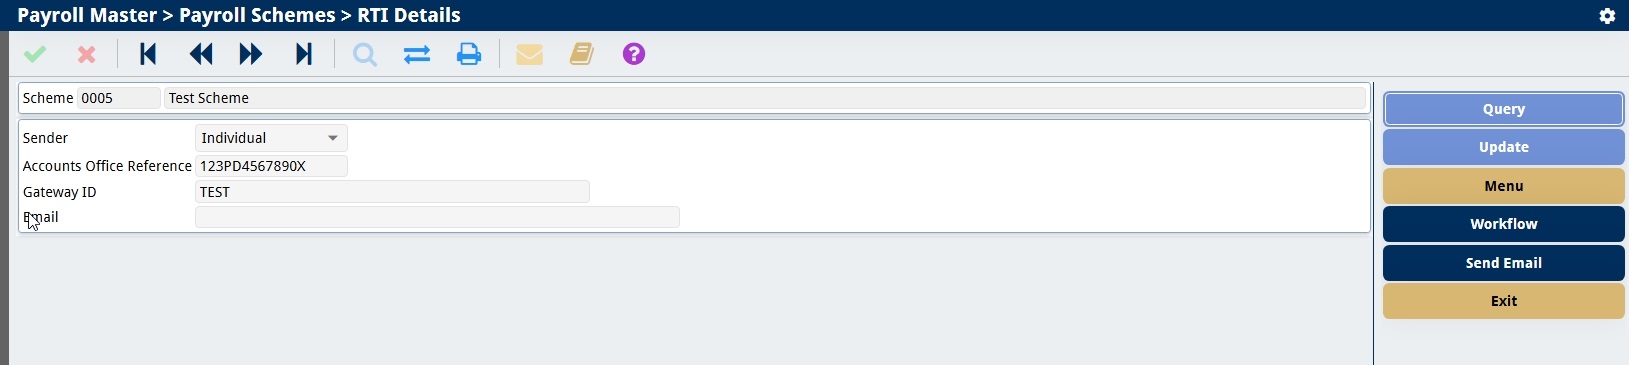 Payroll Master > Payroll Schemes > RTI Details
?
Scheme 0005 Test Scheme
Sender Individual
Accounts Office Reference 123PD4567890X
Gateway ID TEST
Email
Query
Update
Menu
Workflow
Send Email
Exit